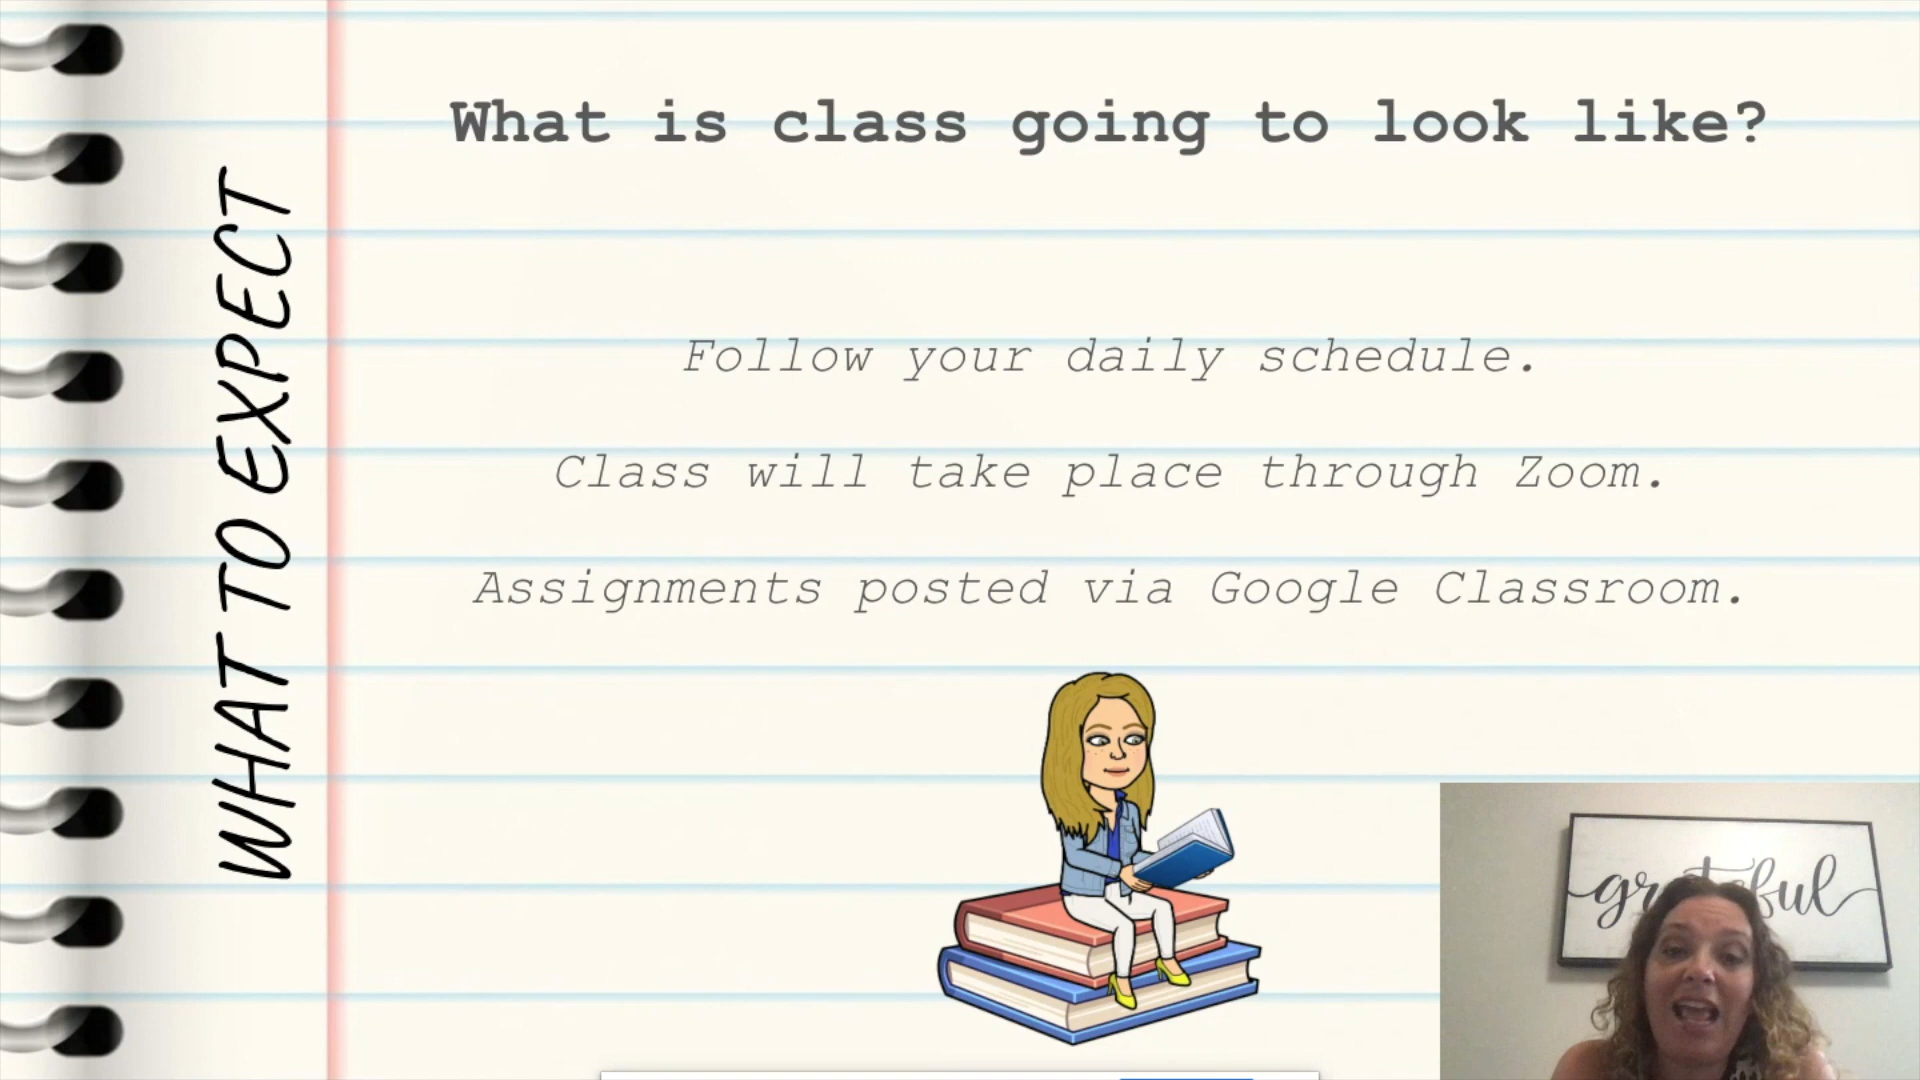 WHAT TO EXPECT
What is class going to look like?
Follow your daily schedule.
Class will take place through Zoom.
Assignments posted via Google Classroom.
grateful